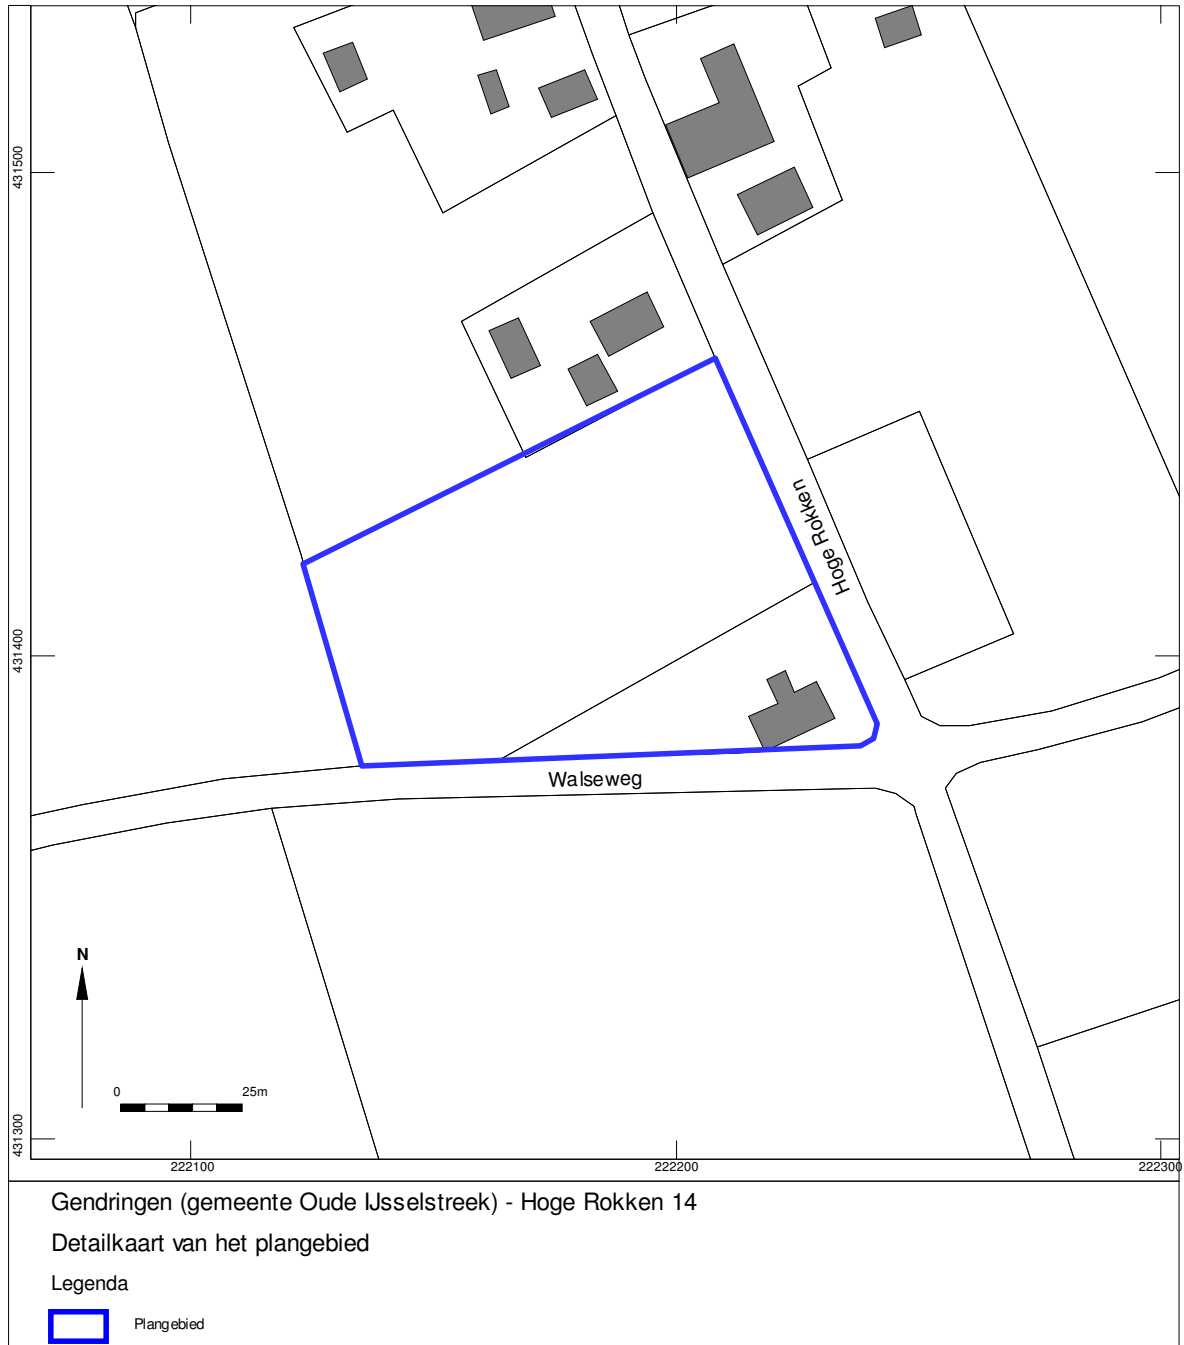 431500
Hoge Rokken
431400
Walseweg
N
0 25m
431300
222100 222200 222300
Gendringen (gemeente Oude IJsselstreek) - Hoge Rokken 14
Detailkaart van het plangebied
Legenda
Plangebied